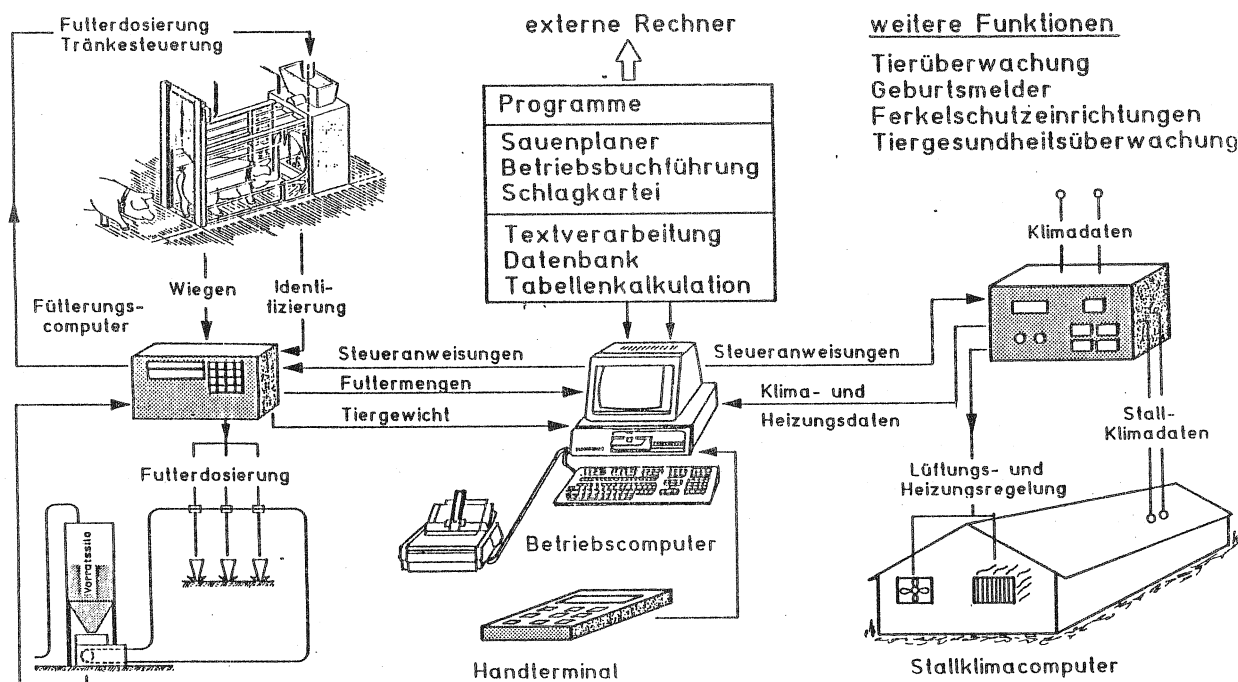 Futterdosierung
Tränkesteuerung
externe Rechner
weitere Funktionen
Tierüberwachung
Geburtsmelder
Ferkelschutzeinrichtungen
Tiergesundheitsüberwachung
Programme
Sauenplaner
Betriebsbuchführung
Schlagkartei
Textverarbeitung
Datenbank
Tabellenkalkulation
Klimadaten
Wiegen
Identi-
fizierung
Fütterungs-
computer
Steueranweisungen
Futtermengen
Tiergewicht
Steueranweisungen
Klima- und
Heizungsdaten
Stall-
Klimadaten
Futterdosierung
Lüftungs- und
Heizungsregelung
Vorratssilo
Betriebscomputer
Handterminal
Stallklimacomputer